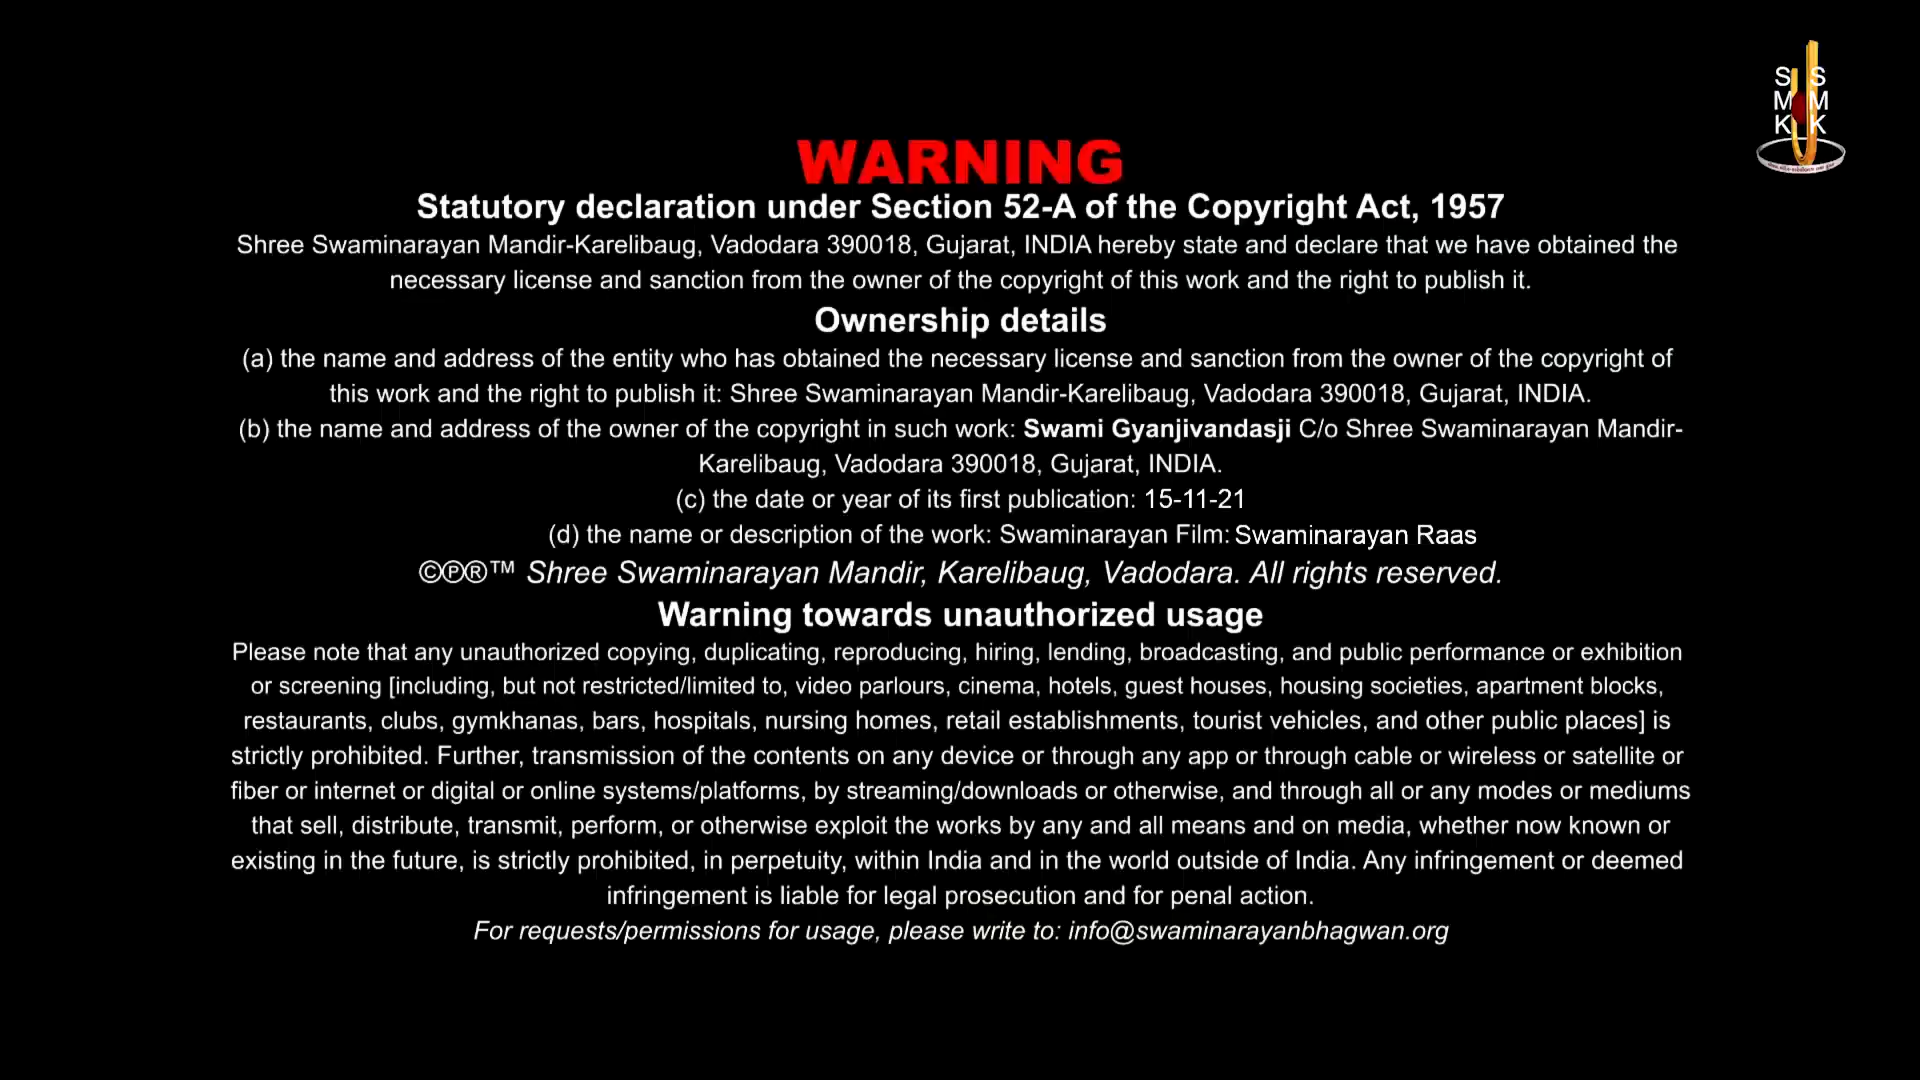 S S
M M
K K
WARNING
Statutory declaration under Section 52-A of the Copyright Act, 1957
Shree Swaminarayan Mandir-Karelibaug, Vadodara 390018, Gujarat, INDIA hereby state and declare that we have obtained the
necessary license and sanction from the owner of the copyright of this work and the right to publish it.
Ownership details
(a) the name and address of the entity who has obtained the necessary license and sanction from the owner of the copyright of
this work and the right to publish it: Shree Swaminarayan Mandir-Karelibaug, Vadodara 390018, Gujarat, INDIA.
(b) the name and address of the owner of the copyright in such work: Swami Gyanjivandasji C/o Shree Swaminarayan Mandir-
Karelibaug, Vadodara 390018, Gujarat, INDIA.
(c) the date or year of its first publication: 15-11-21
(d) the name or description of the work: Swaminarayan Film: Swaminarayan Raas
©℗®™ Shree Swaminarayan Mandir, Karelibaug, Vadodara. All rights reserved.
Warning towards unauthorized usage
Please note that any unauthorized copying, duplicating, reproducing, hiring, lending, broadcasting, and public performance or exhibition
or screening [including, but not restricted/limited to, video parlours, cinema, hotels, guest houses, housing societies, apartment blocks,
restaurants, clubs, gymkhanas, bars, hospitals, nursing homes, retail establishments, tourist vehicles, and other public places] is
strictly prohibited. Further, transmission of the contents on any device or through any app or through cable or wireless or satellite or
fiber or internet or digital or online systems/platforms, by streaming/downloads or otherwise, and through all or any modes or mediums
that sell, distribute, transmit, perform, or otherwise exploit the works by any and all means and on media, whether now known or
existing in the future, is strictly prohibited, in perpetuity, within India and in the world outside of India. Any infringement or deemed
infringement is liable for legal prosecution and for penal action.
For requests/permissions for usage, please write to: info@swaminarayanbhagwan.org